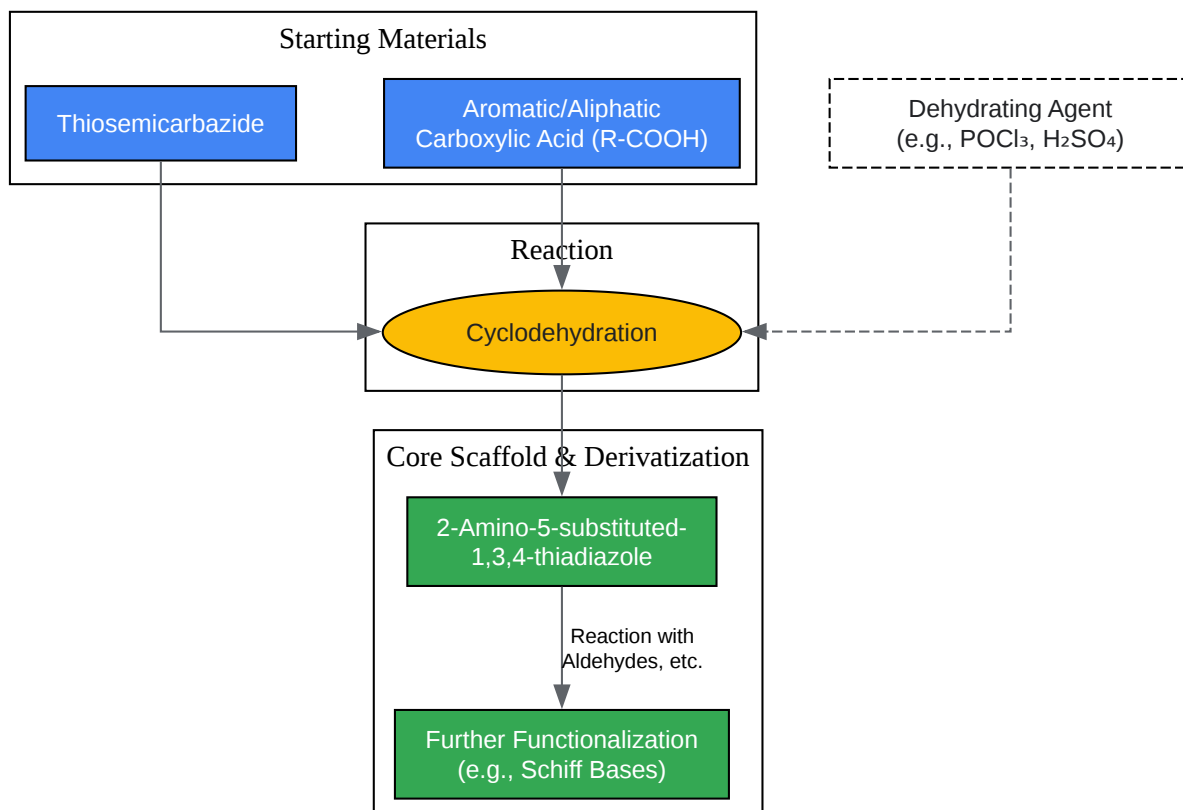 Starting Materials
Thiosemicarbazide
Aromatic/Aliphatic
Carboxylic Acid (R-COOH)
Dehydrating Agent
(e.g., POCl₃, H₂SO₄)
Reaction
Cyclodehydration
Core Scaffold & Derivatization
2-Amino-5-substituted-
1,3,4-thiadiazole
Reaction with
Aldehydes, etc.
Further Functionalization
(e.g., Schiff Bases)